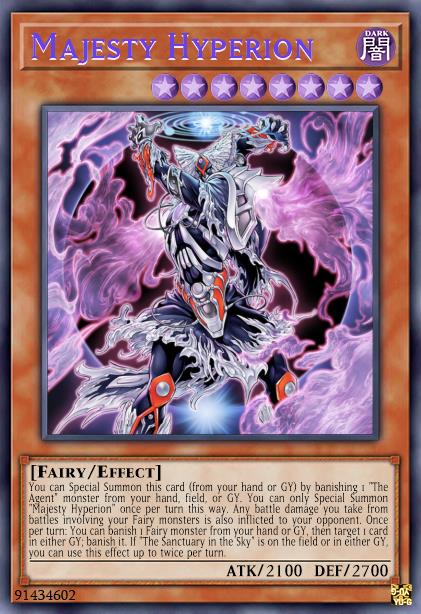 Majesty Hyperion
DARK
闇
[Fairy/Effect]
You can Special Summon this card (from your hand or GY) by banishing 1 "The
Agent" monster from your hand, field, or GY. You can only Special Summon
"Majesty Hyperion" once per turn this way. Any battle damage you take from
battles involving your Fairy monsters is also inflicted to your opponent. Once
per turn: You can banish 1 Fairy monster from your hand or GY, then target 1 card
in either GY; banish it. If "The Sanctuary in the Sky" is on the field or in either GY,
you can use this effect up to twice per turn.
ATK/2100 DEF/2700
91434602